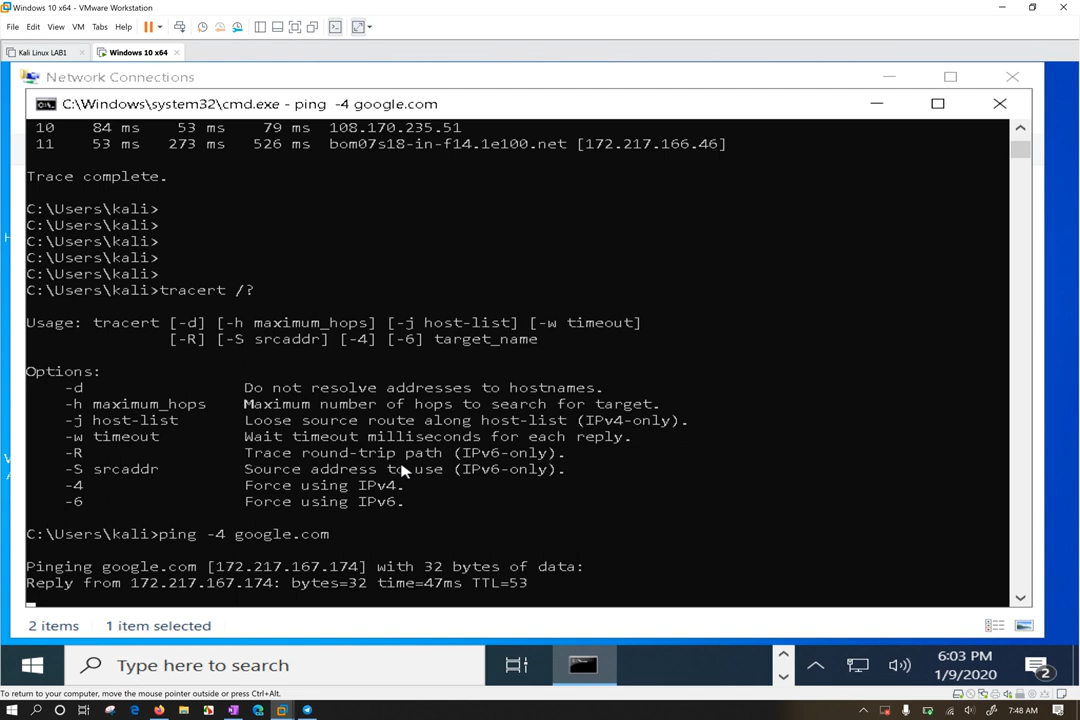 Windows 10 x64 - VMware Workstation
File Edit View VM Tabs Help
Kali Linux LAB1 × Windows 10 x64 ×
Network Connections
C:\Windows\system32\cmd.exe - ping -4 google.com
10 84 ms 53 ms 79 ms 108.170.235.51
11 53 ms 273 ms 526 ms bom07s18-in-f14.1e100.net [172.217.166.46]
Trace complete.
C:\Users\kali>
C:\Users\kali>
C:\Users\kali>
C:\Users\kali>
C:\Users\kali>
C:\Users\kali>tracert /?
Usage: tracert [-d] [-h maximum_hops] [-j host-list] [-w timeout]
[-R] [-S srcaddr] [-4] [-6] target_name
Options:
-d Do not resolve addresses to hostnames.
-h maximum_hops Maximum number of hops to search for target.
-j host-list Loose source route along host-list (IPv4-only).
-w timeout Wait timeout milliseconds for each reply.
-R Trace round-trip path (IPv6-only).
-S srcaddr Source address to use (IPv6-only).
-4 Force using IPv4.
-6 Force using IPv6.
C:\Users\kali>ping -4 google.com
Pinging google.com [172.217.167.174] with 32 bytes of data:
Reply from 172.217.167.174: bytes=32 time=47ms TTL=53
2 items 1 item selected
Type here to search
6:03 PM
1/9/2020
2
To return to your computer, move the mouse pointer outside or press Ctrl+Alt.
7:48 AM